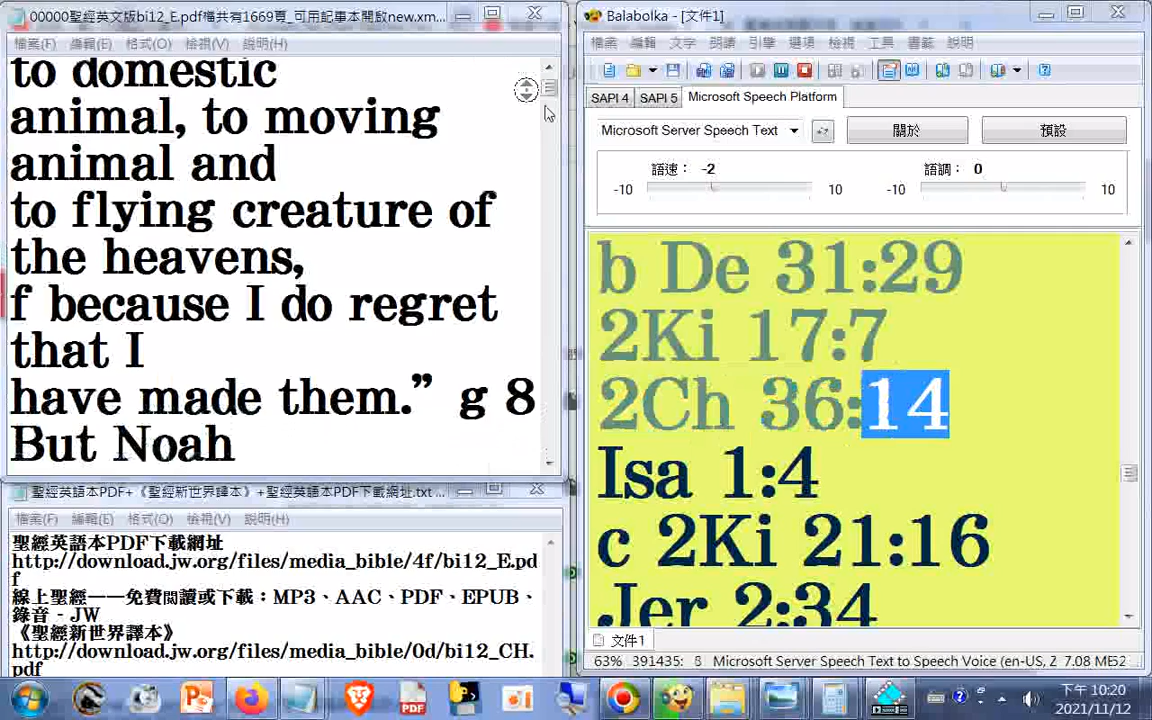 00000聖經英文版bi12_E.pdf檔共有1669頁_可用記事本開啟new.xm...
檔案(F) 編輯(E) 格式(O) 檢視(V) 說明(H)
to domestic
animal, to moving
animal and
to flying creature of
the heavens,
f because I do regret
that I
have made them.” g 8
But Noah
聖經英語本PDF+《聖經新世界譯本》+聖經英語本PDF下載網址.txt ...
檔案(F) 編輯(E) 格式(O) 檢視(V) 說明(H)
聖經英語本PDF下載網址
http://download.jw.org/files/media_bible/4f/bi12_E.pd
f
線上聖經——免費閱讀或下載：MP3、AAC、PDF、EPUB、
錄音 - JW
《聖經新世界譯本》
http://download.jw.org/files/media_bible/0d/bi12_CH.
pdf
Balabolka - [文件1]
檔案 編輯 文字 朗讀 引擎 選項 檢視 工具 書籤 說明
SAPI 4 SAPI 5 Microsoft Speech Platform
Microsoft Server Speech Text 關於 預設
語速： -2 語調： 0
-10 10 -10 10
b De 31:29
2Ki 17:7
2Ch 36:14
Isa 1:4
c 2Ki 21:16
Jer 2:34
文件1
63% 391435: 8 Microsoft Server Speech Text to Speech Voice (en-US, Z 7.08 ME52
下午 10:20
2021/11/12